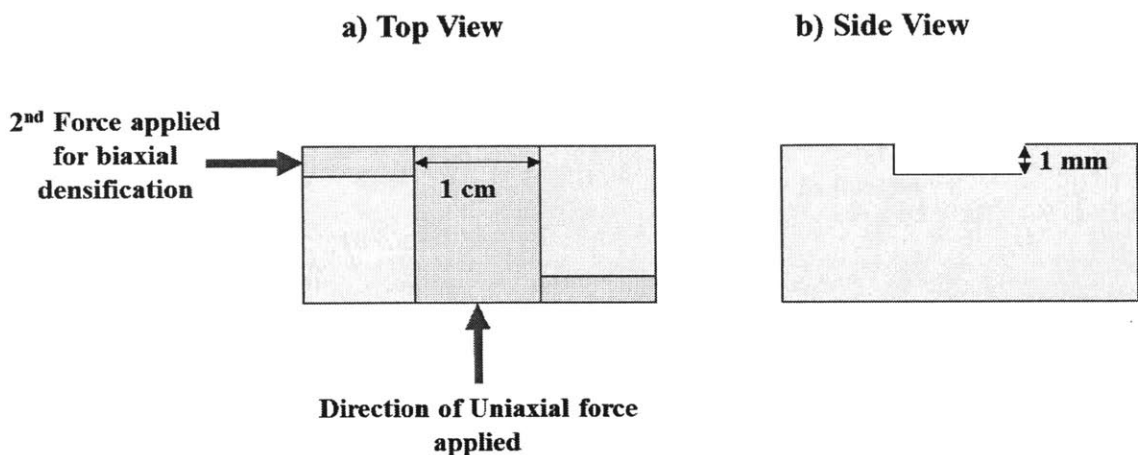 a) Top View
b) Side View
2nd Force applied
for biaxial
densification
1 cm
1 mm
Direction of Uniaxial force
applied